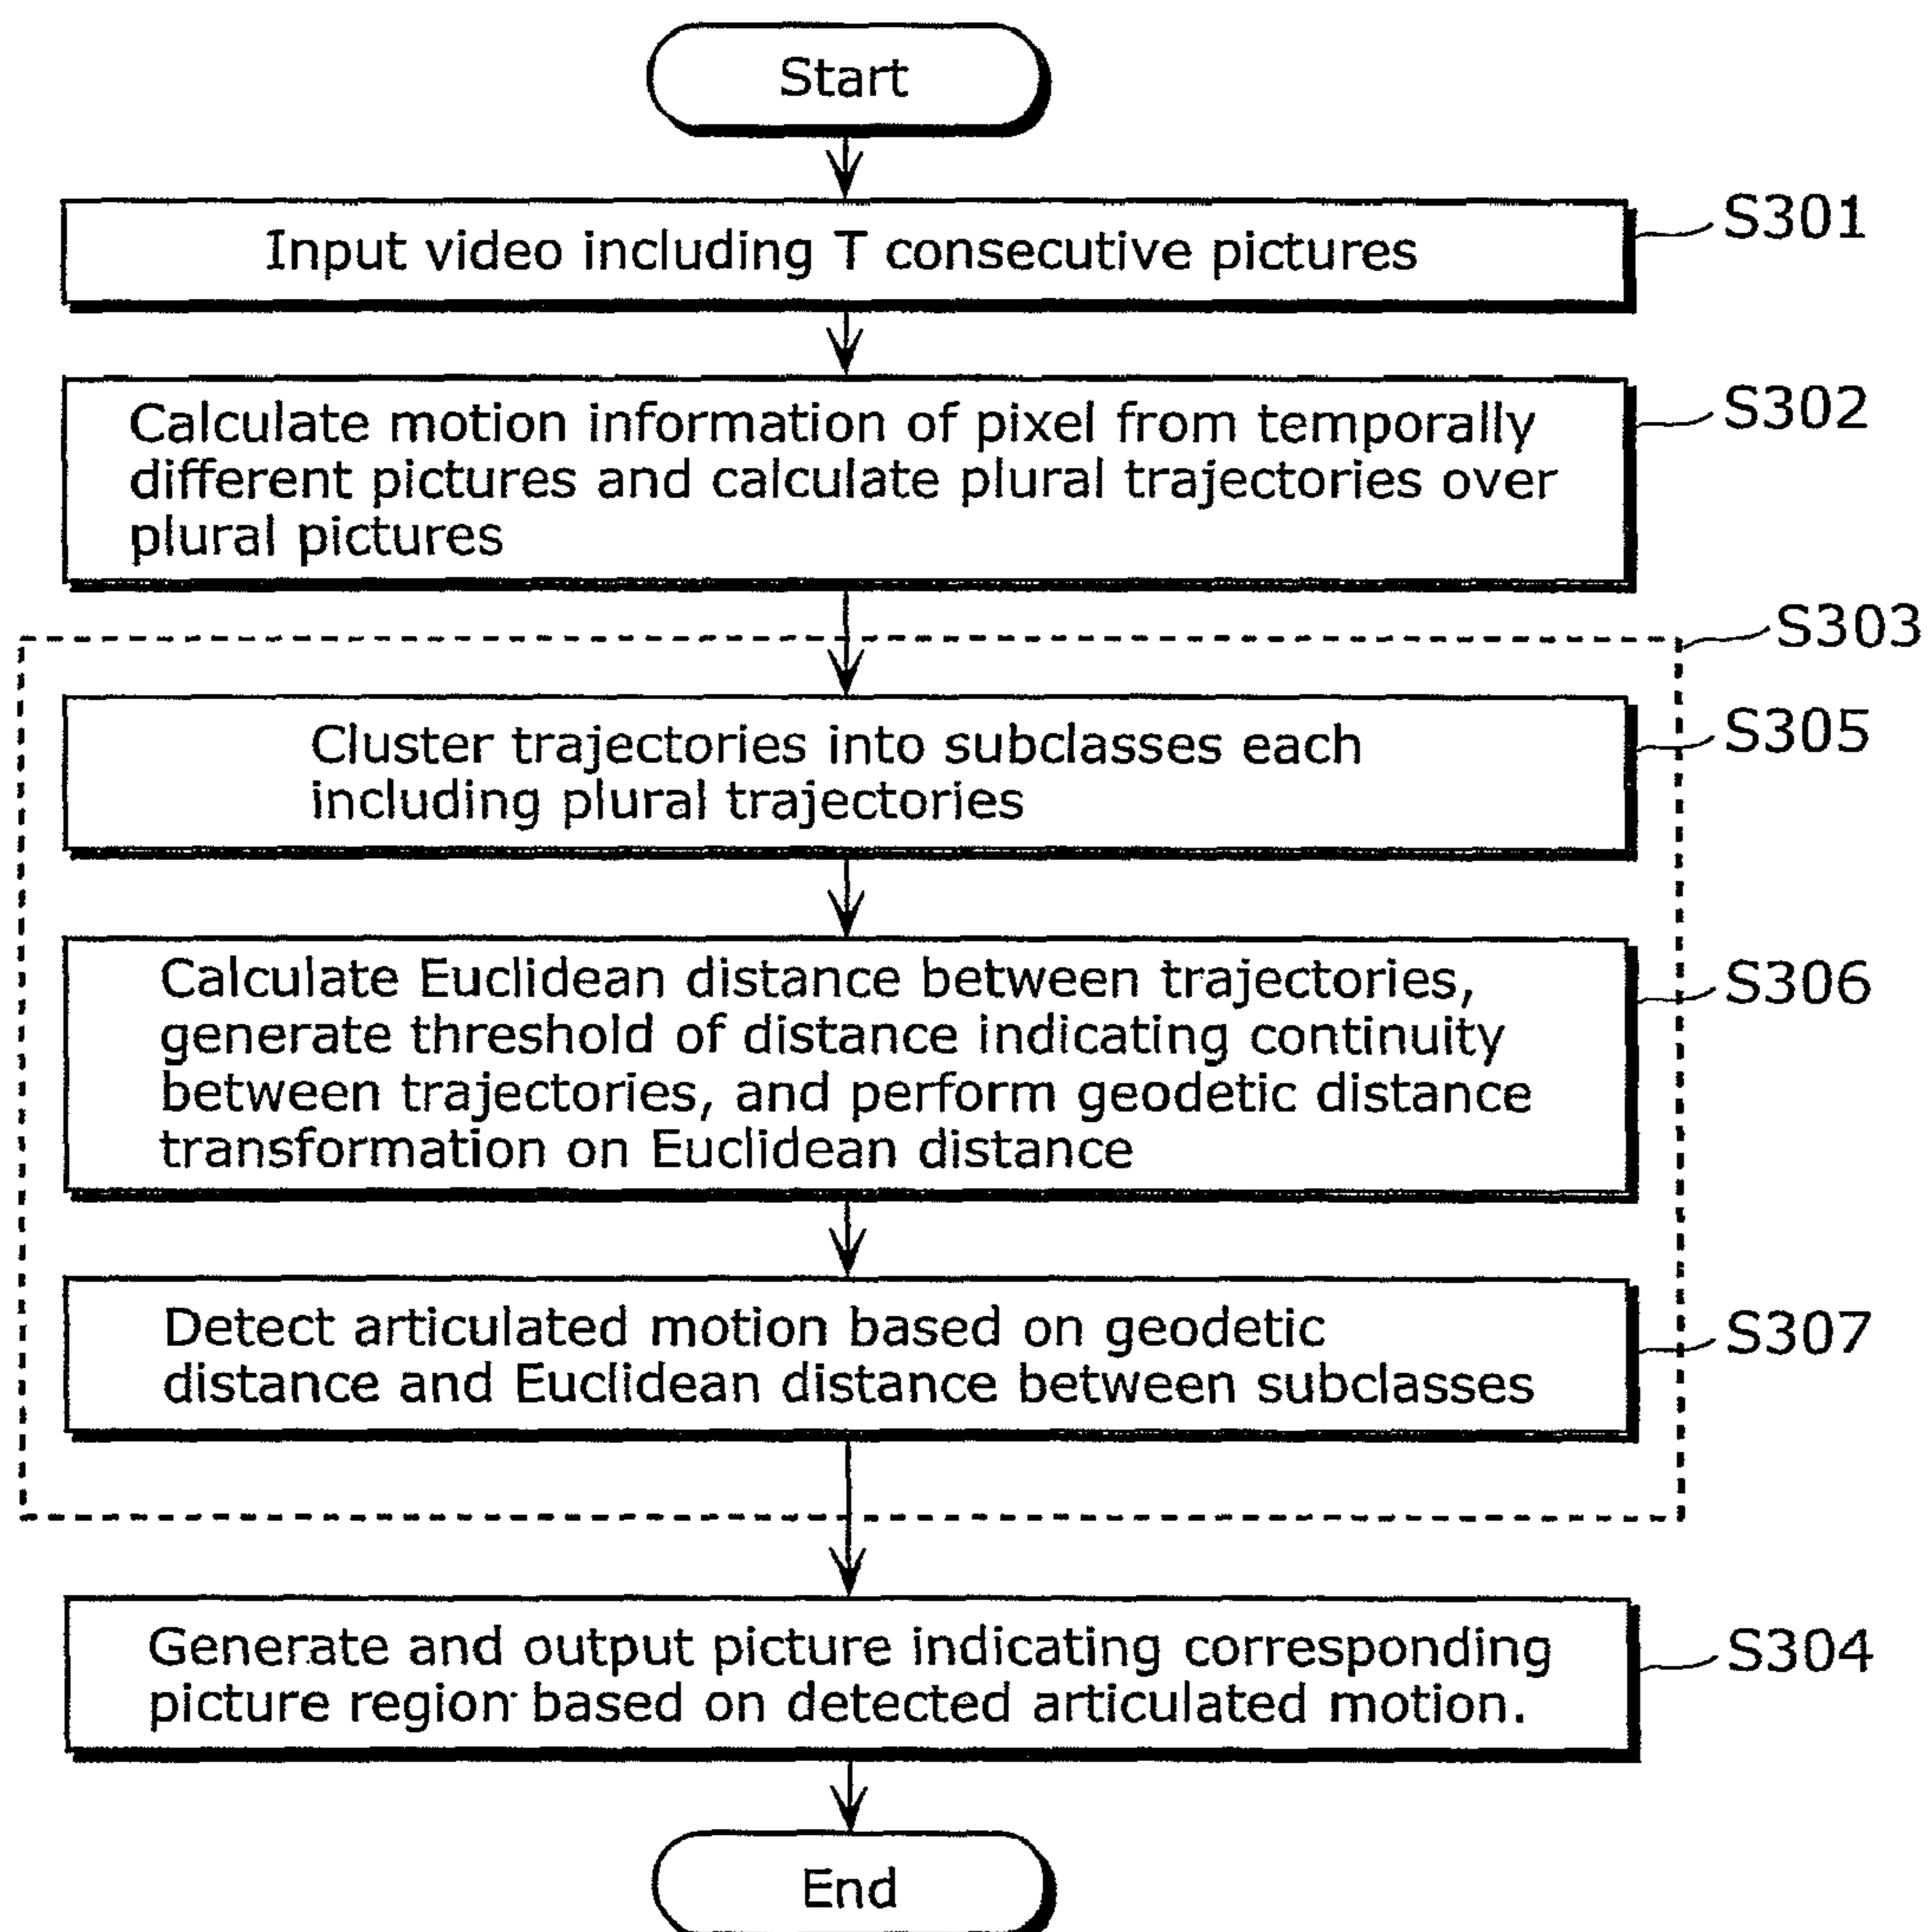 Start
Input video including T consecutive pictures
S301
Calculate motion information of pixel from temporally
different pictures and calculate plural trajectories over
plural pictures
S302
S303
Cluster trajectories into subclasses each
including plural trajectories
S305
Calculate Euclidean distance between trajectories,
generate threshold of distance indicating continuity
between trajectories, and perform geodetic distance
transformation on Euclidean distance
S306
Detect articulated motion based on geodetic
distance and Euclidean distance between subclasses
S307
Generate and output picture indicating corresponding
picture region based on detected articulated motion.
S304
End